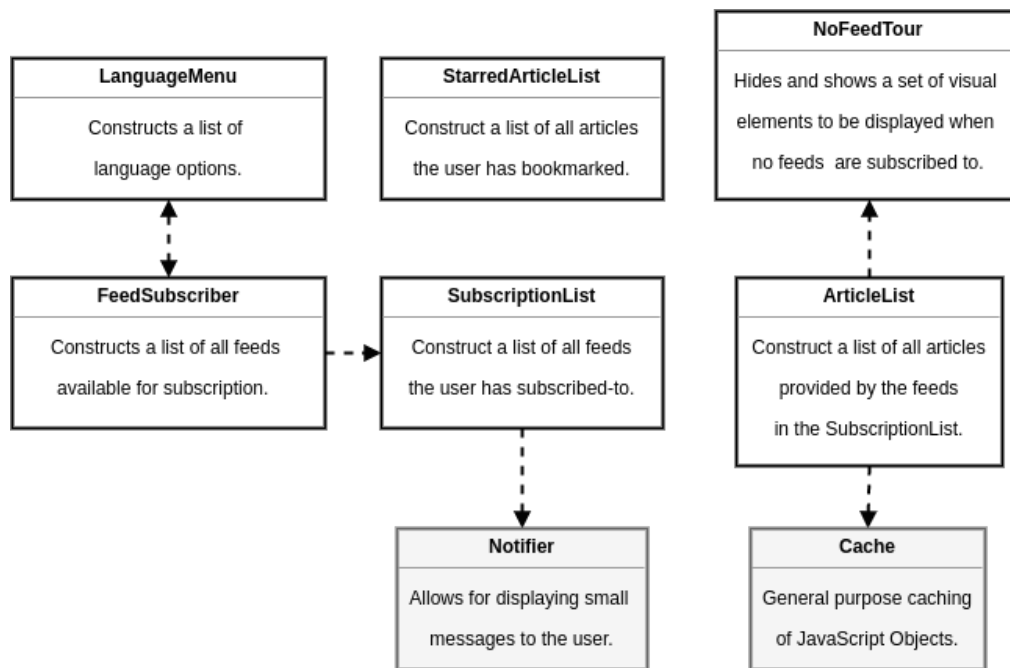 NoFeedTour
Hides and shows a set of visual
elements to be displayed when
no feeds are subscribed to.
LanguageMenu
Constructs a list of
language options.
StarredArticleList
Construct a list of all articles
the user has bookmarked.
FeedSubscriber
Constructs a list of all feeds
available for subscription.
SubscriptionList
Construct a list of all feeds
the user has subscribed-to.
ArticleList
Construct a list of all articles
provided by the feeds
in the SubscriptionList.
Notifier
Allows for displaying small
messages to the user.
Cache
General purpose caching
of JavaScript Objects.